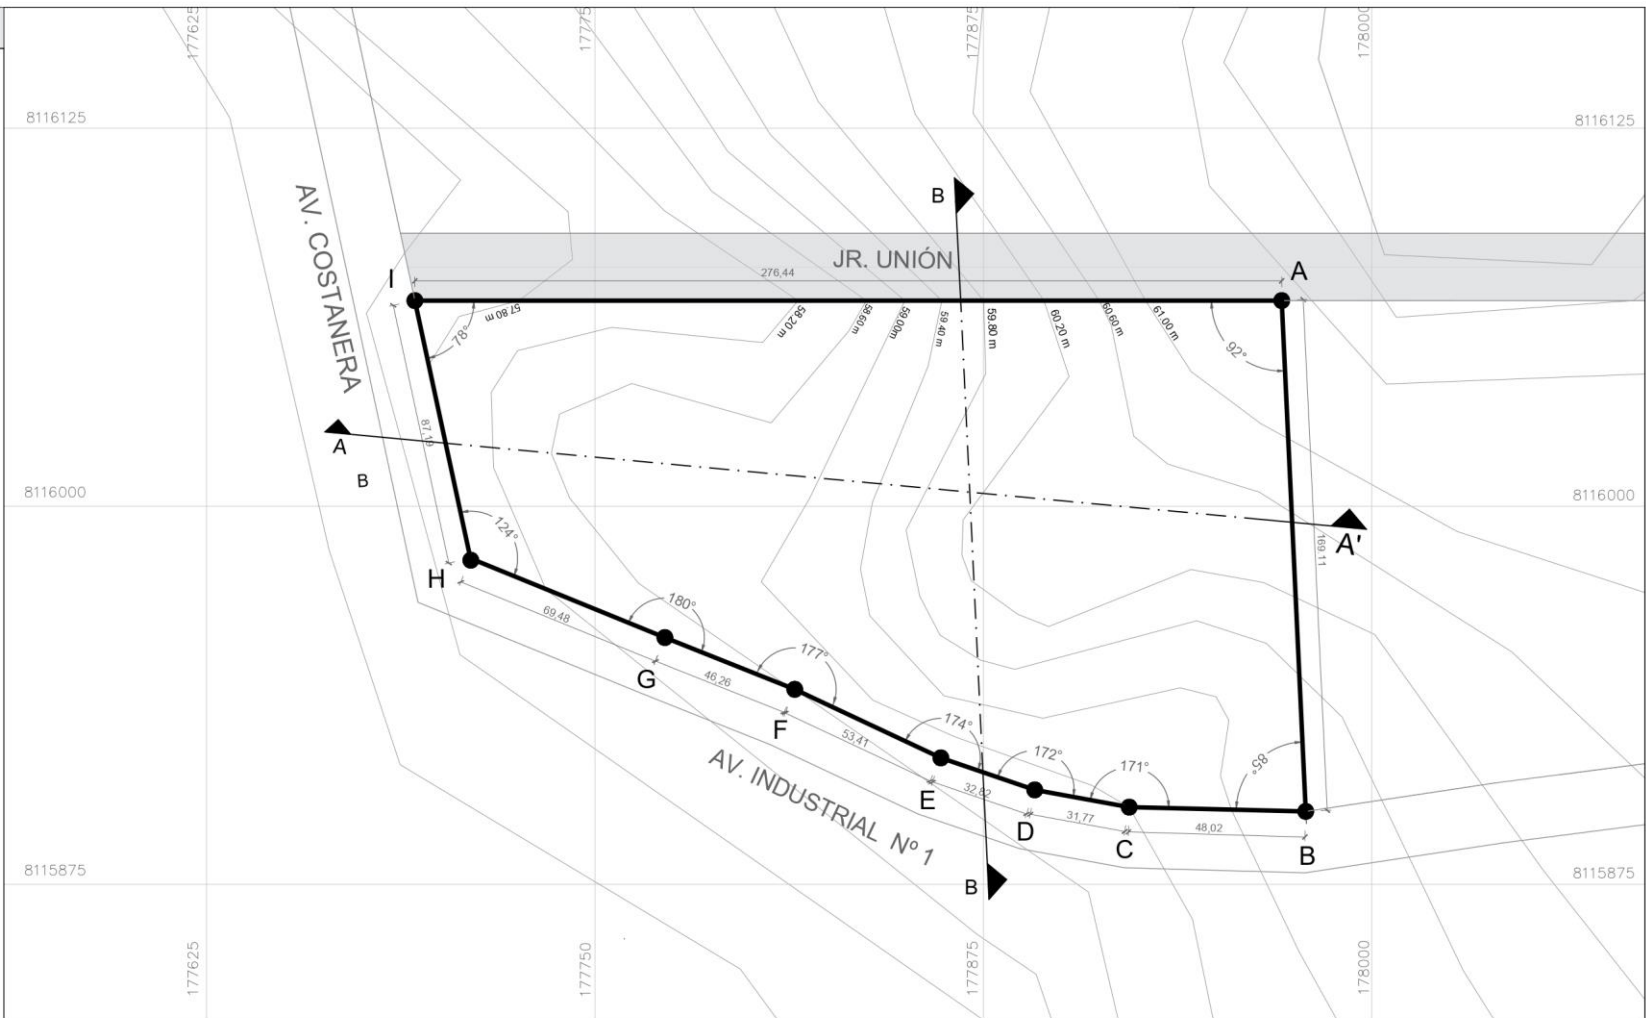 177625
177750
177875
1780000
8116125
8116125
AV. COSTANERA
B
JR. UNIÓN
276,44
I
A
57.80 m
58.20 m
58.60 m
59.00m
59.40 m
59.80 m
60.20 m
60.60 m
61.00 m
78°
92°
87,19
A
B
8116000
8116000
A'
169,11
124°
H
69,48
180°
G
46,26
177°
F
53,41
174°
E
32,82
172°
D
31,77
171°
C
48,02
85°
B
AV. INDUSTRIAL Nº 1
B
8115875
8115875
177625
177750
177875
178000